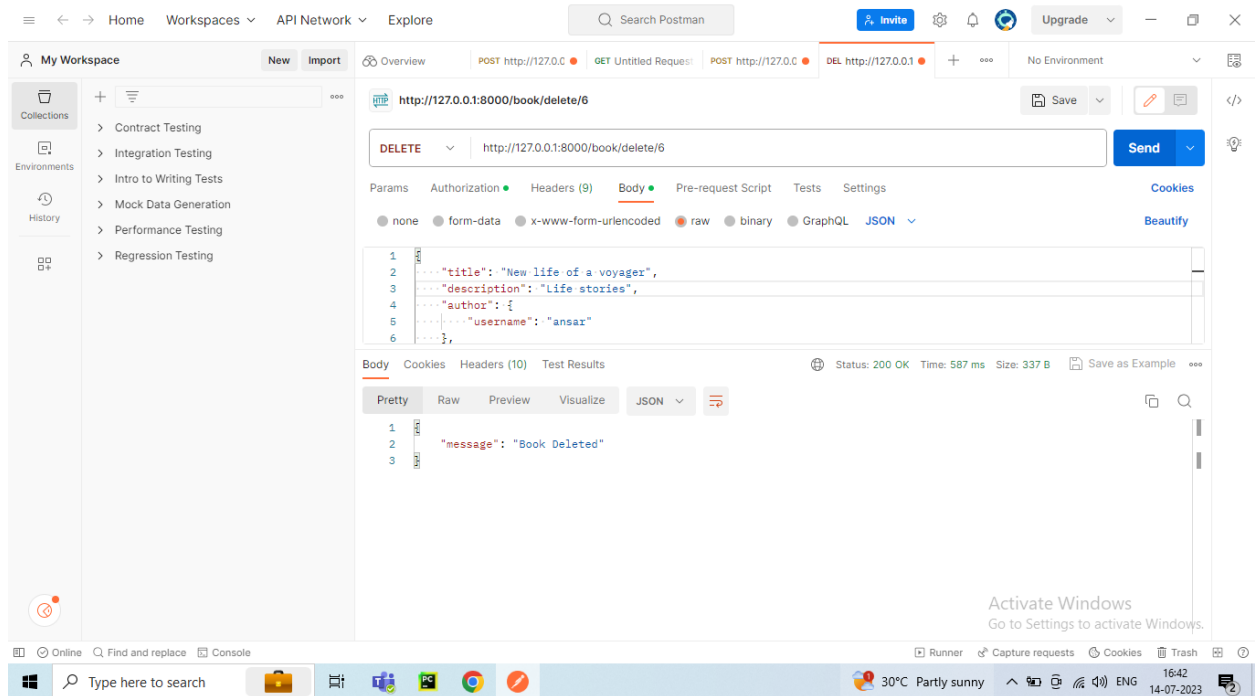 Home Workspaces API Network Explore Search Postman Invite Upgrade
My Workspace New Import Overview POST http://127.0.0 GET Untitled Request POST http://127.0.0 DEL http://127.0.0.1 No Environment
Collections
Environments
History
Contract Testing
Integration Testing
Intro to Writing Tests
Mock Data Generation
Performance Testing
Regression Testing
HTTP http://127.0.0.1:8000/book/delete/6 Save
DELETE http://127.0.0.1:8000/book/delete/6 Send
Params Authorization Headers (9) Body Pre-request Script Tests Settings Cookies
none form-data x-www-form-urlencoded raw binary GraphQL JSON Beautify
1 {
2 "title": "New life of a voyager",
3 "description": "Life stories",
4 "author": {
5 "username": "ansar"
6 },
Body Cookies Headers (10) Test Results Status: 200 OK Time: 587 ms Size: 337 B Save as Example
Pretty Raw Preview Visualize JSON
1 {
2 "message": "Book Deleted"
3 }
Activate Windows
Go to Settings to activate Windows.
Online Find and replace Console Runner Capture requests Cookies Trash
Type here to search 30°C Partly sunny ENG 16:42
14-07-2023 2